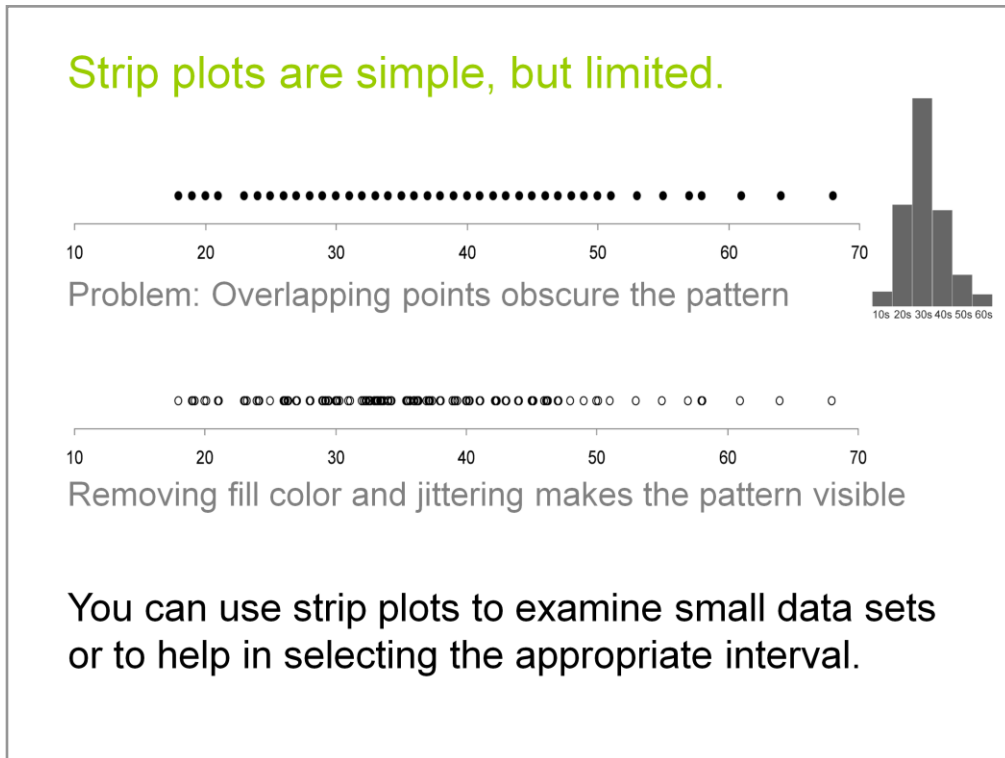 Strip plots are simple, but limited.
10 20 30 40 50 60 70
Problem: Overlapping points obscure the pattern
10s 20s 30s 40s 50s 60s
10 20 30 40 50 60 70
Removing fill color and jittering makes the pattern visible
You can use strip plots to examine small data sets
or to help in selecting the appropriate interval.